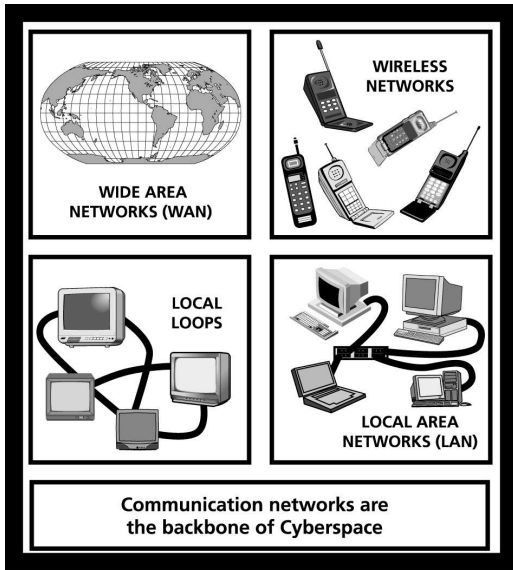 WIDE AREA
NETWORKS (WAN)
WIRELESS
NETWORKS
LOCAL
LOOPS
LOCAL AREA
NETWORKS (LAN)
Communication networks are
the backbone of Cyberspace